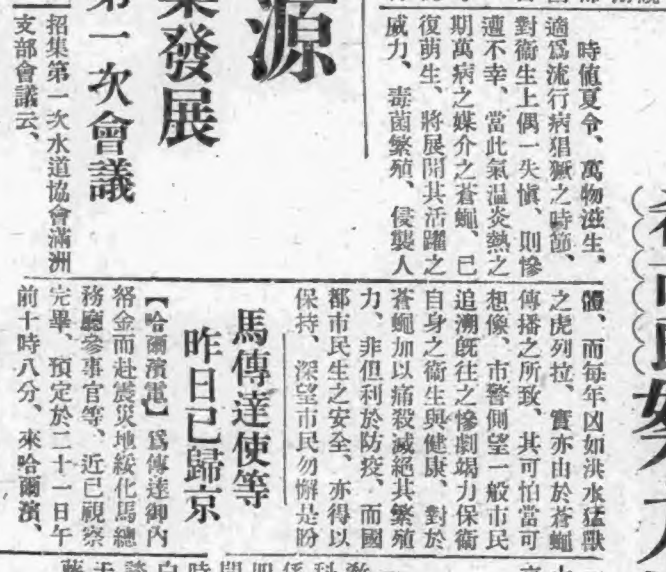 時値夏令、萬物滋生、
適爲流行病猖獗之時節、
對衞生上偶一失愼、則慘
遭不幸、當此氣温炎熱之
期萬病之媒介之蒼蠅、已
復萌生、將展開其活躍之
威力、毒菌繁殖、侵襲人
體、而每年凶如洪水猛獸
之虎列拉、實亦由於蒼蠅
傳播之所致、其可怕當可
想像、市警側望一般市民
追溯既往之慘劇竭力保衞
自身之衞生與健康、對於
蒼蠅加以痛殺滅絕其繁殖
力、非但利於防疫、而國
都市民生之安全、亦得以
保持、深望市民勿懈是盼
源
業發展
第一次會議
招集第一次水道協會滿洲
支部會議云、
馬傳達使等
昨日已歸京
【哈爾濱電】爲傳達御內
帑金而赴震災地綏化馬總
務廳參事官等、近已視察
完畢、預定於二十一日午
前十時八分、來哈爾濱、